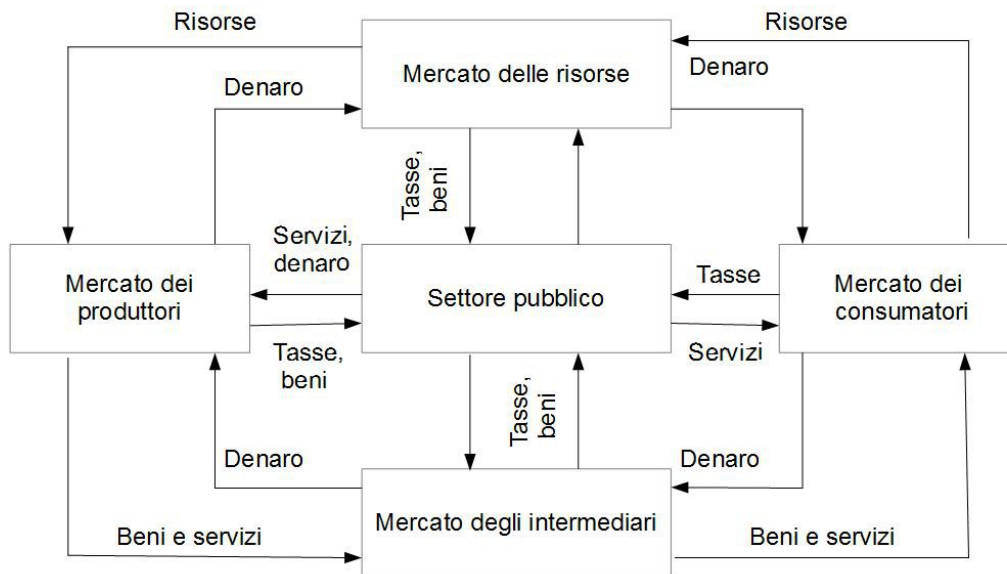 Risorse
Risorse
Mercato delle risorse
Denaro
Denaro
Tasse,
beni
Servizi,
denaro
Mercato dei
produttori
Settore pubblico
Tasse
Mercato dei
consumatori
Tasse,
beni
Servizi
Tasse,
beni
Denaro
Denaro
Mercato degli intermediari
Beni e servizi
Beni e servizi